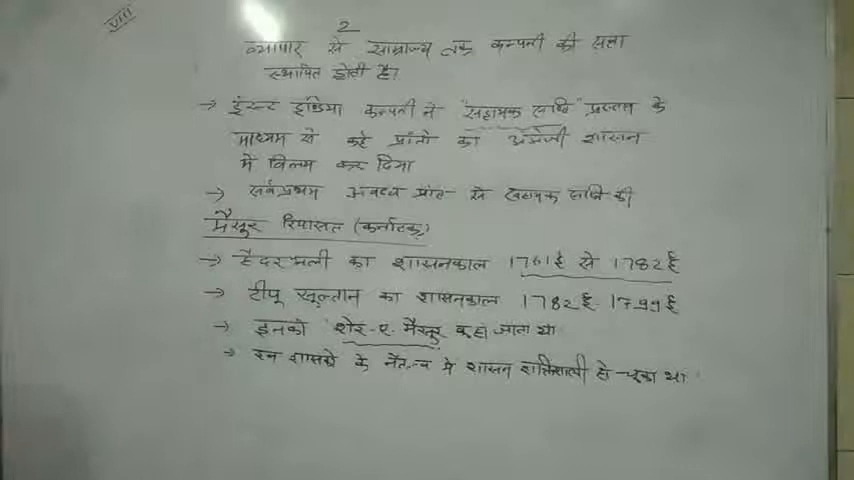 VIII
2
व्यापार से साम्राज्य तक कम्पनी की सत्ता
स्थापित होती है।
→ ईस्ट इंडिया कम्पनी ने "सहायक संधि" प्रस्ताव के
माध्यम से कई प्रांतो का अंग्रेजी शासन
में विलय कर दिया
→ सर्वप्रथम अवध प्रांत से सहायक संधि की
मैसूर रियासत (कर्नाटक)
→ हैदर अली का शासनकाल 1761 ई से 1782 ई
→ टीपू सुल्तान का शासनकाल 1782 ई - 1799 ई
→ इनको शेर-ए-मैसूर कहा जाता था
→ इन शासको के नेतृत्व मे शासन शक्तिशाली हो चूका था